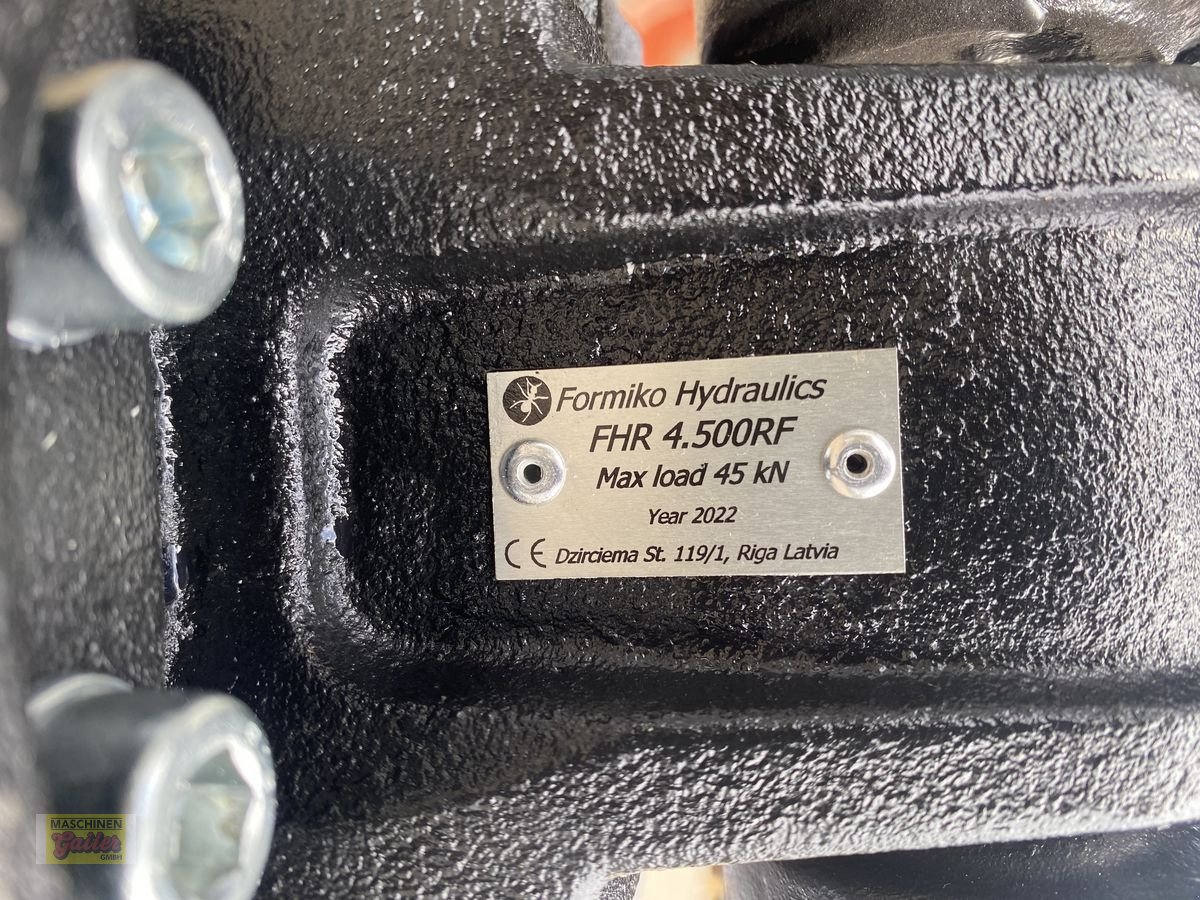 Formiko Hydraulics
FHR 4.500RF
Max load 45 kN
Year 2022
CE Dzirciema St. 119/1, Riga Latvia
MASCHINEN
Gailer
GMBH